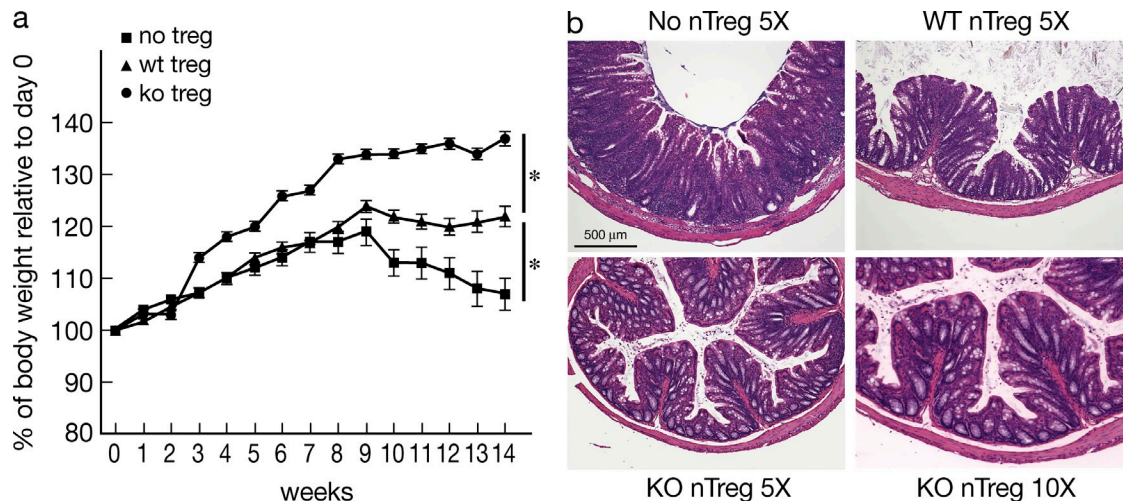 a
■ no treg
▲ wt treg
● ko treg
% of body weight relative to day 0
140
130
120
110
100
90
80
*
*
0 1 2 3 4 5 6 7 8 9 10 11 12 13 14
weeks
b
No nTreg 5X
WT nTreg 5X
500 µm
KO nTreg 5X
KO nTreg 10X